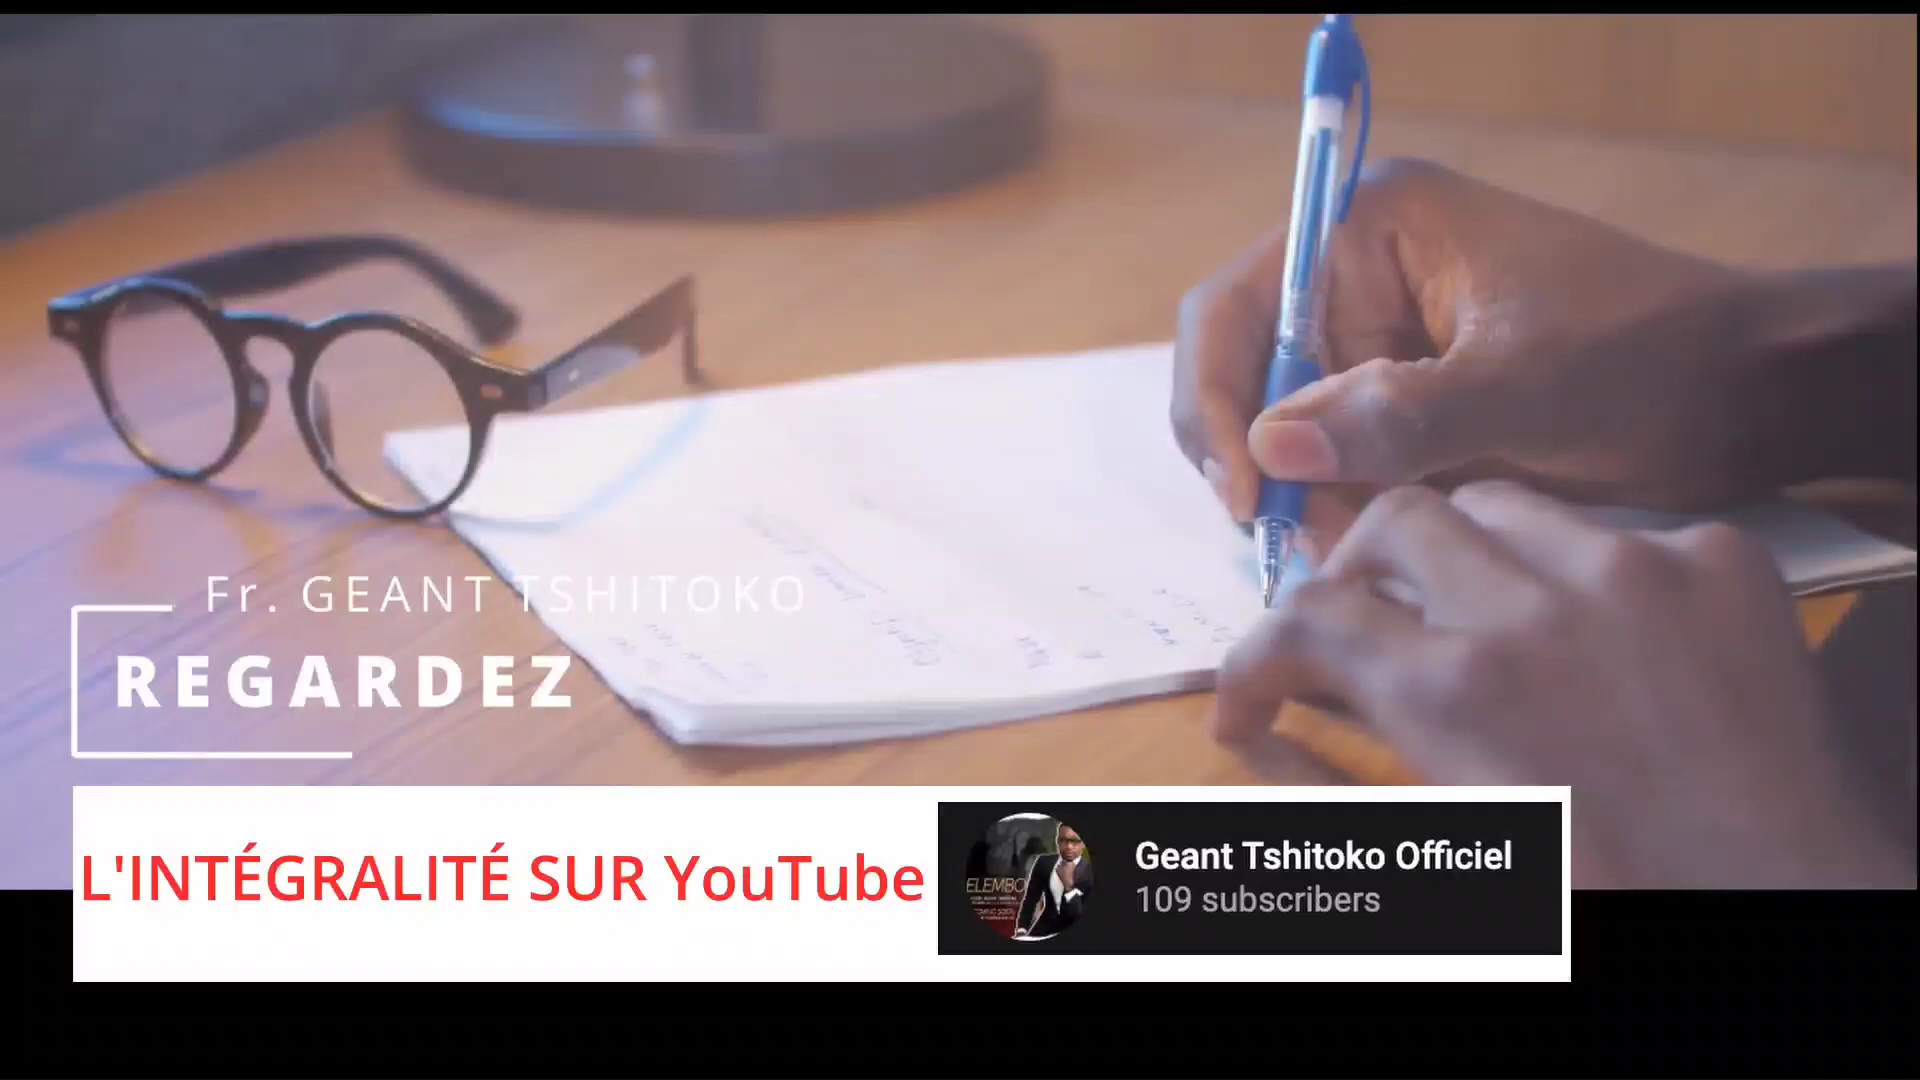 Fr. GEANT TSHITOKO
REGARDEZ
L'INTÉGRALITÉ SUR YouTube
ELEMBO
Geant Tshitoko Officiel
109 subscribers